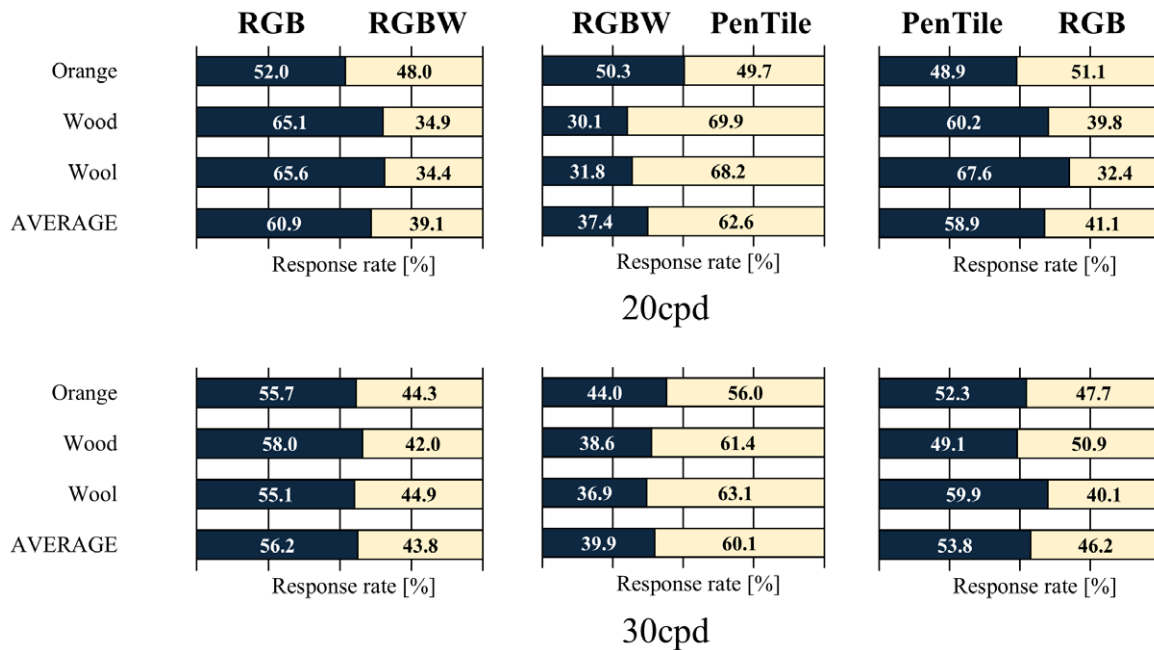 RGB RGBW RGBW PenTile PenTile RGB
Orange 52.0 48.0 50.3 49.7 48.9 51.1
Wood 65.1 34.9 30.1 69.9 60.2 39.8
Wool 65.6 34.4 31.8 68.2 67.6 32.4
AVERAGE 60.9 39.1 37.4 62.6 58.9 41.1
Response rate [%] Response rate [%] Response rate [%]
20cpd
Orange 55.7 44.3 44.0 56.0 52.3 47.7
Wood 58.0 42.0 38.6 61.4 49.1 50.9
Wool 55.1 44.9 36.9 63.1 59.9 40.1
AVERAGE 56.2 43.8 39.9 60.1 53.8 46.2
Response rate [%] Response rate [%] Response rate [%]
30cpd